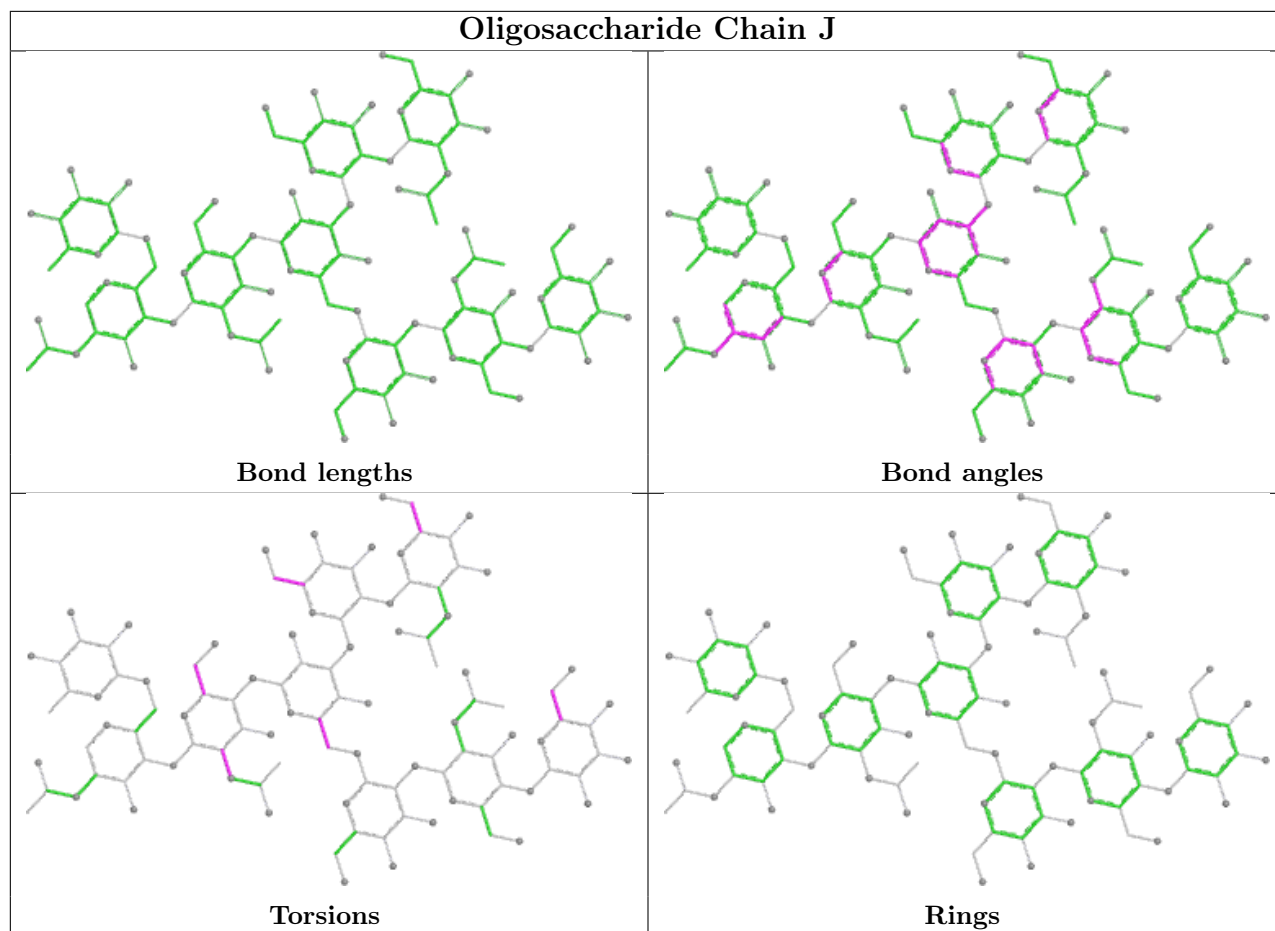 Oligosaccharide Chain J
Bond lengths
Bond angles
Torsions
Rings